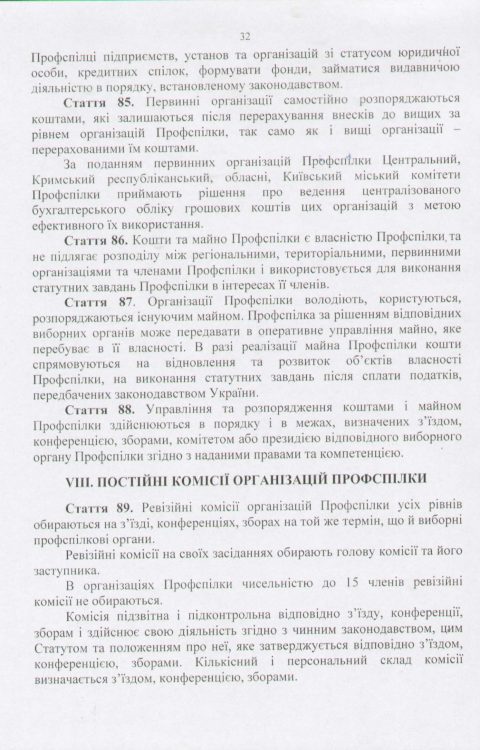 32
Профспілці підприємств, установ та організацій зі статусом юридичної
особи, кредитних спілок, формувати фонди, займатися видавничою
діяльністю в порядку, встановленому законодавством.
Стаття 85. Первинні організації самостійно розпоряджаються
коштами, які залишаються після перерахування внесків до вищих за
рівнем організацій Профспілки, так само як і вищі організації –
перерахованими їм коштами.
За поданням первинних організацій Профспілки Центральний,
Кримський республіканський, обласні, Київський міський комітети
Профспілки приймають рішення про ведення централізованого
бухгалтерського обліку грошових коштів цих організацій з метою
ефективного їх використання.
Стаття 86. Кошти та майно Профспілки є власністю Профспілки та
не підлягає розподілу між регіональними, територіальними, первинними
організаціями та членами Профспілки і використовується для виконання
статутних завдань Профспілки в інтересах її членів.
Стаття 87. Організації Профспілки володіють, користуються,
розпоряджаються існуючим майном. Профспілка за рішенням відповідних
виборних органів може передавати в оперативне управління майно, яке
перебуває в її власності. В разі реалізації майна Профспілки кошти
спрямовуються на відновлення та розвиток об’єктів власності
Профспілки, на виконання статутних завдань після сплати податків,
передбачених законодавством України.
Стаття 88. Управління та розпорядження коштами і майном
Профспілки здійснюються в порядку і в межах, визначених з’їздом,
конференцією, зборами, комітетом або президією відповідного виборного
органу Профспілки згідно з наданими правами та компетенцією.
VIII. ПОСТІЙНІ КОМІСІЇ ОРГАНІЗАЦІЙ ПРОФСПІЛКИ
Стаття 89. Ревізійні комісії організацій Профспілки усіх рівнів
обираються на з’їзді, конференціях, зборах на той же термін, що й виборні
профспілкові органи.
Ревізійні комісії на своїх засіданнях обирають голову комісії та його
заступника.
В організаціях Профспілки чисельністю до 15 членів ревізійні
комісії не обираються.
Комісія підзвітна і підконтрольна відповідно з’їзду, конференції,
зборам і здійснює свою діяльність згідно з чинним законодавством, цим
Статутом та положенням про неї, яке затверджується відповідно з’їздом,
конференцією, зборами. Кількісний і персональний склад комісії
визначається з’їздом, конференцією, зборами.